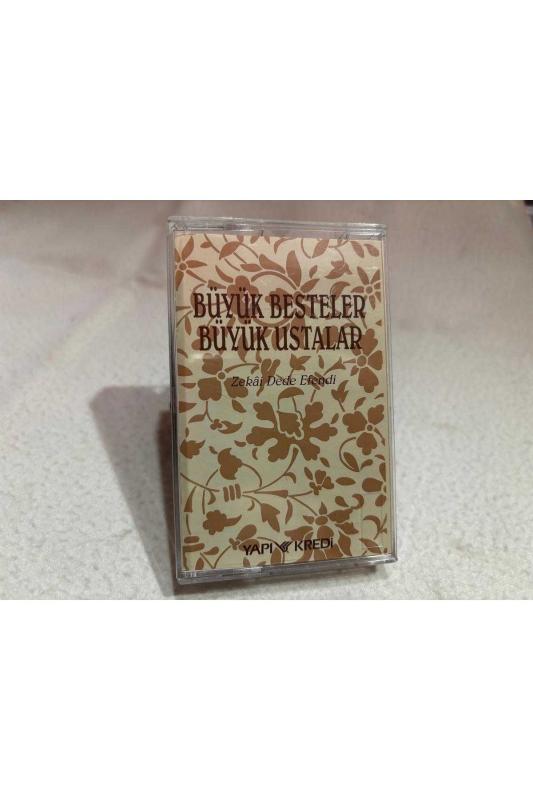 BÜYÜK BESTELER
BÜYÜK USTALAR
Zekâi Dede Efendi
YAPI KREDİ